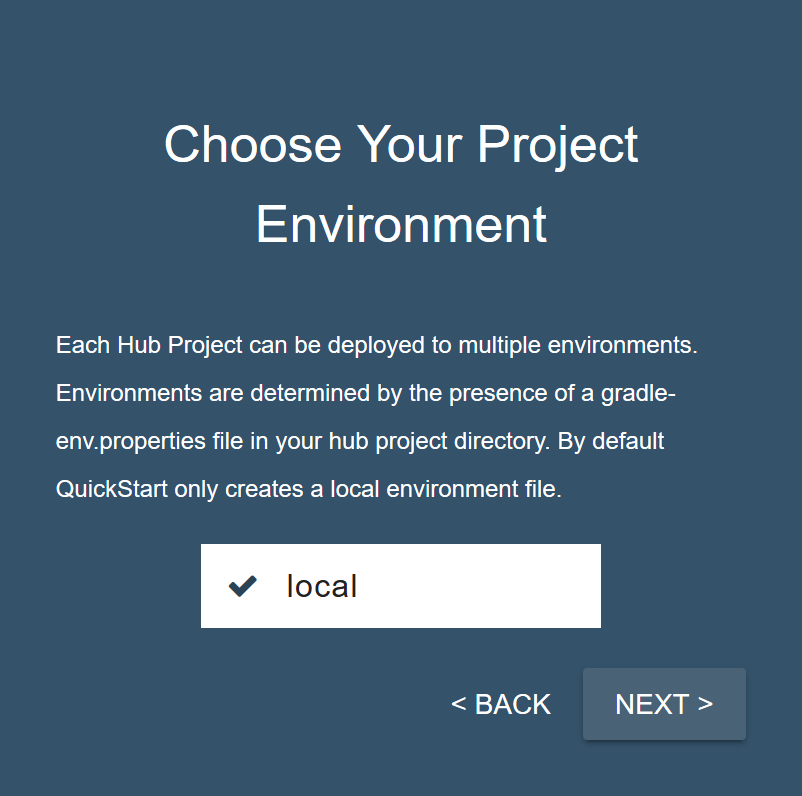 Choose Your Project
Environment
Each Hub Project can be deployed to multiple environments.
Environments are determined by the presence of a gradle-
env.properties file in your hub project directory. By default
QuickStart only creates a local environment file.
local
< BACK NEXT >